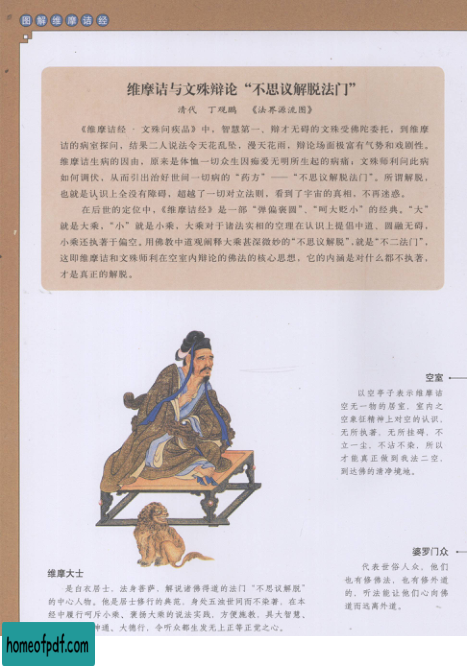 图解维摩诘经
维摩诘与文殊辩论“不思议解脱法门”
清代 丁观鹏 《法界源流图》
《维摩诘经·文殊问疾品》中，智慧第一、辩才无碍的文殊受佛陀委托，到维摩
诘的病室探问，结果二人说法令天花乱坠，漫天花雨，辩论场面极富有气势和戏剧性。
维摩诘生病的因由，原来是体恤一切众生因痴爱无明所生起的病痛；文殊师利问此病
如何调伏，从而引出治好世间一切病的“药方”——“不思议解脱法门”。所谓解脱，
也就是认识上全没有障碍，超越了一切对立法则，看到了宇宙的真相，不再迷惑。
在后世的定位中，《维摩诘经》是一部“弹偏褒圆”、“呵大贬小”的经典。“大”
就是大乘，“小”就是小乘，大乘对于诸法实相的空理在认识上提倡中道、圆融无碍，
小乘还执著于偏空。用佛教中道观阐释大乘甚深微妙的“不思议解脱”，就是“不二法门”，
这即维摩诘和文殊师利在空室内辩论的佛法的核心思想，它的内涵是对什么都不执著，
才是真正的解脱。
空室
以空亭子表示维摩诘
空无一物的居室，室内之
空象征精神上对空的认识，
无所执著、无所挂碍、不
立一尘、不沾不染，所以
才能真正做到我法二空，
到达佛的清净境地。
婆罗门众
代表世俗人众，他们
也有修佛法，也有修外道
的，听法能让他们心向佛
道而远离外道。
维摩大士
是白衣居士，法身菩萨，解说诸佛得道的法门“不思议解脱”
的中心人物。他是居士修行的典范，身处五浊世间而不染著，在本
经中履行呵斥小乘、褒扬大乘的说法实践，方便施教，具大智慧、
神通、大德行，令听众都生发无上正等正觉之心。
homeofpdf.com